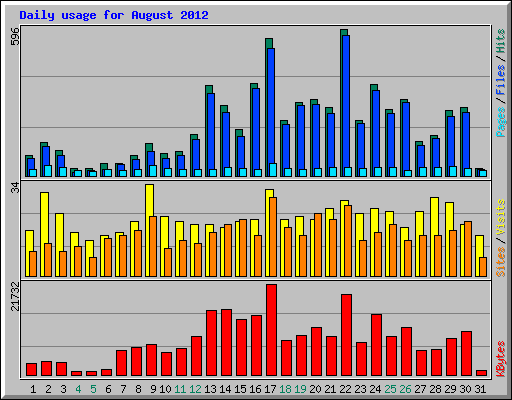 Daily usage for August 2012
596
Pages / Files / Hits
34
Sites / Visits
21732
KBytes
1 2 3 4 5 6 7 8 9 10 11 12 13 14 15 16 17 18 19 20 21 22 23 24 25 26 27 28 29 30 31